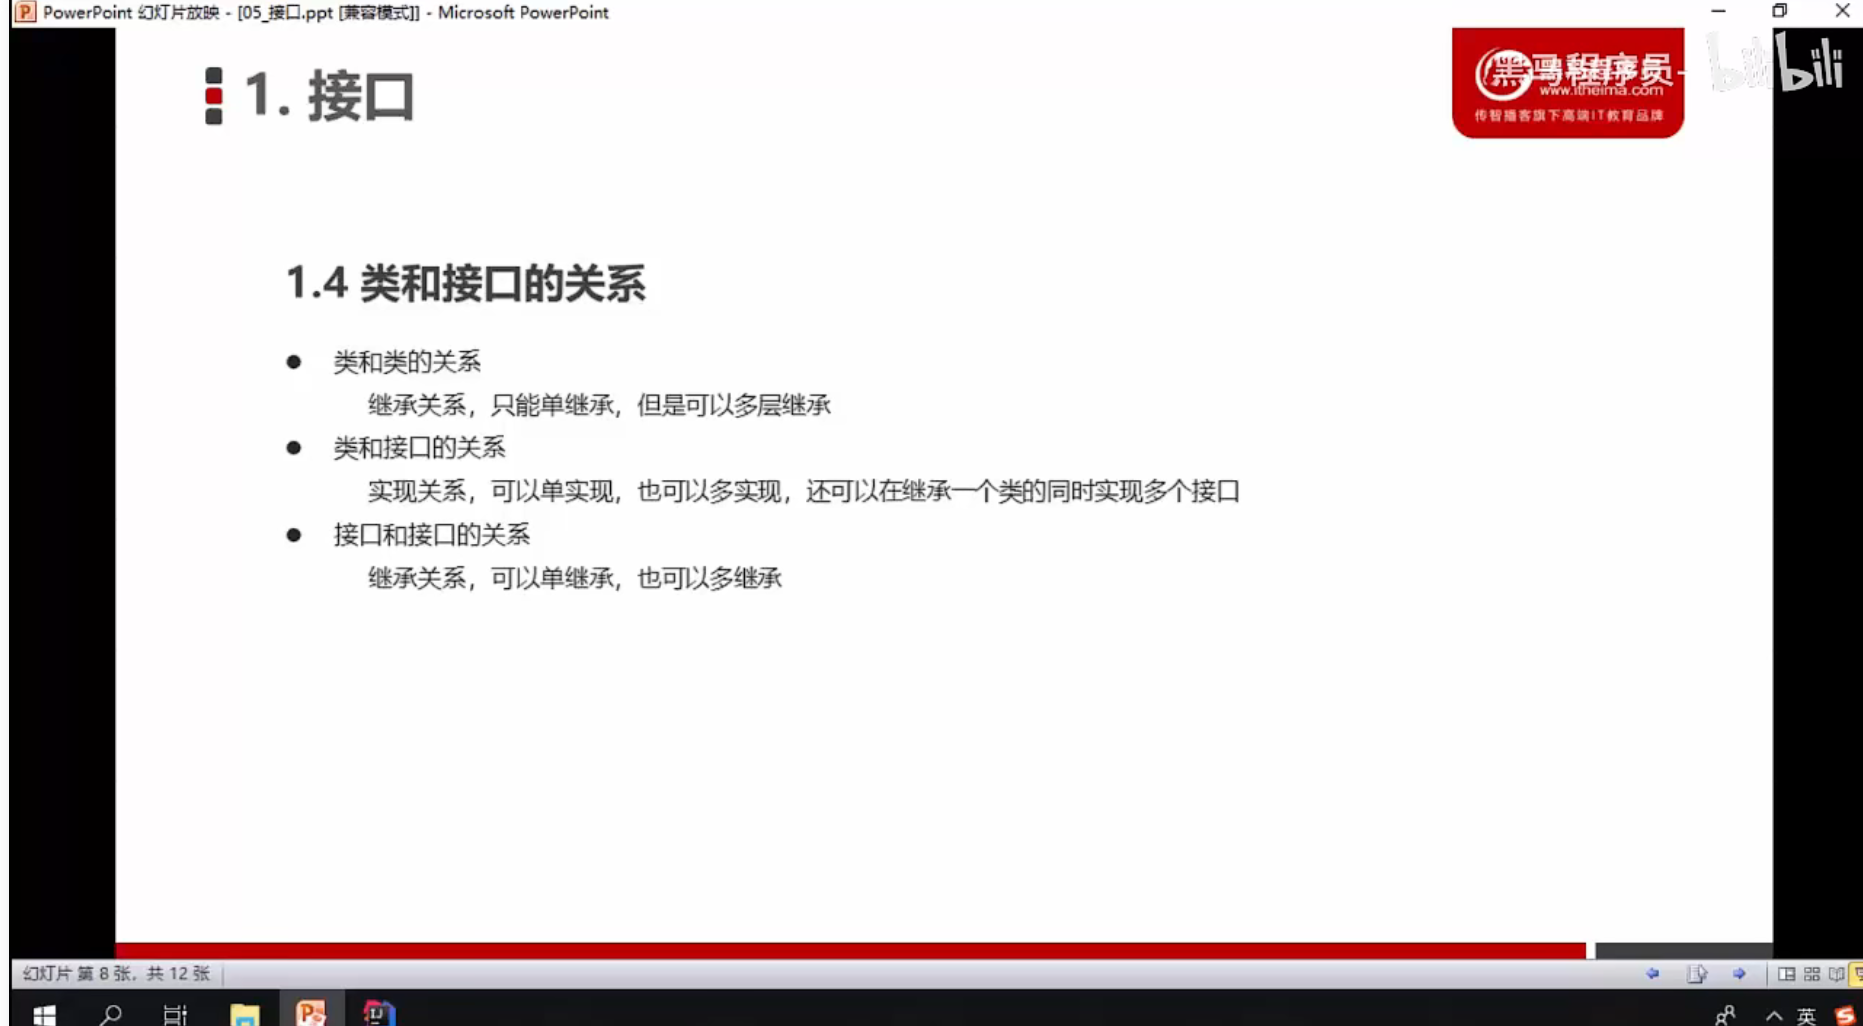 PowerPoint 幻灯片放映 - [05_接口.ppt [兼容模式]] - Microsoft PowerPoint
1. 接口
黑马程序员
www.itheima.com
传智播客旗下高端IT教育品牌
bilibili
1.4 类和接口的关系
● 类和类的关系
继承关系，只能单继承，但是可以多层继承
● 类和接口的关系
实现关系，可以单实现，也可以多实现，还可以在继承一个类的同时实现多个接口
● 接口和接口的关系
继承关系，可以单继承，也可以多继承
幻灯片 第 8 张，共 12 张
英